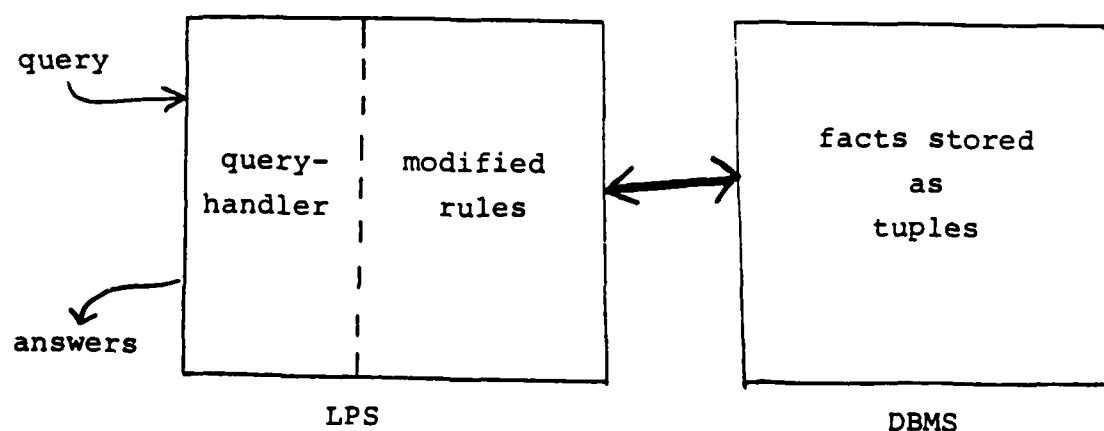 query
query-
handler
answers
modified
rules
LPS
facts stored
as
tuples
DBMS